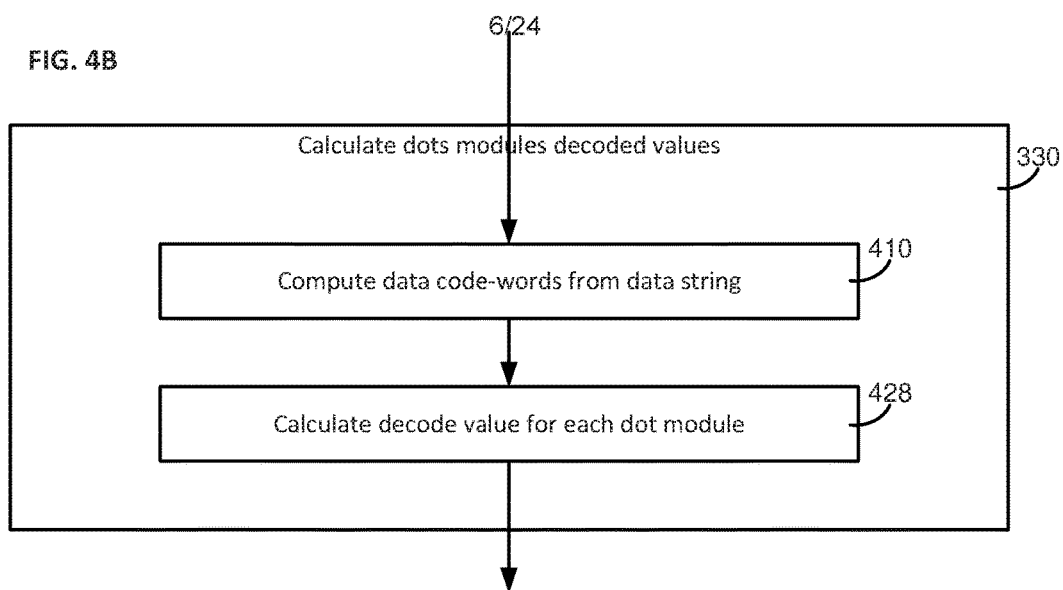 6/24
FIG. 4B
Calculate dots modules decoded values
330
410
Compute data code-words from data string
428
Calculate decode value for each dot module